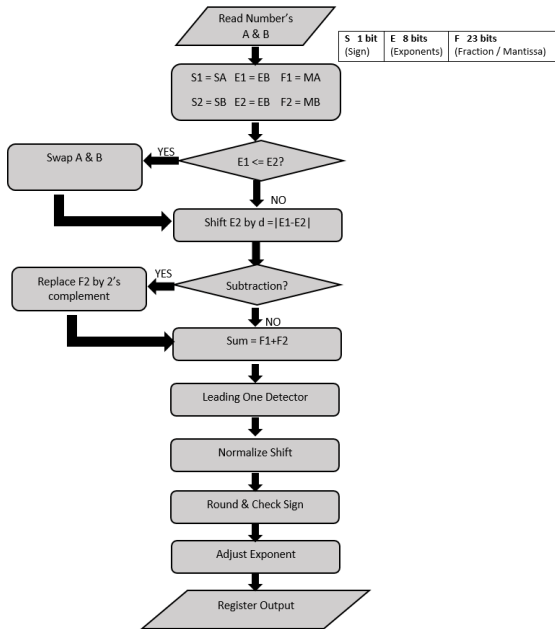 Read Number's
A & B
S 1 bit E 8 bits F 23 bits
(Sign) (Exponents) (Fraction / Mantissa)
S1 = SA E1 = EB F1 = MA
S2 = SB E2 = EB F2 = MB
E1 <= E2?
YES
Swap A & B
NO
Shift E2 by d =|E1-E2|
Subtraction?
YES
Replace F2 by 2's
complement
NO
Sum = F1+F2
Leading One Detector
Normalize Shift
Round & Check Sign
Adjust Exponent
Register Output